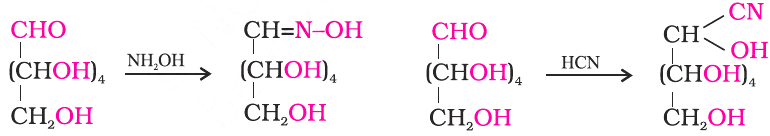 CHO
(CHOH)₄
CH₂OH
NH₂OH
CH=N–OH
(CHOH)₄
CH₂OH
CHO
(CHOH)₄
CH₂OH
HCN
CN
CH
OH
(CHOH)₄
CH₂OH